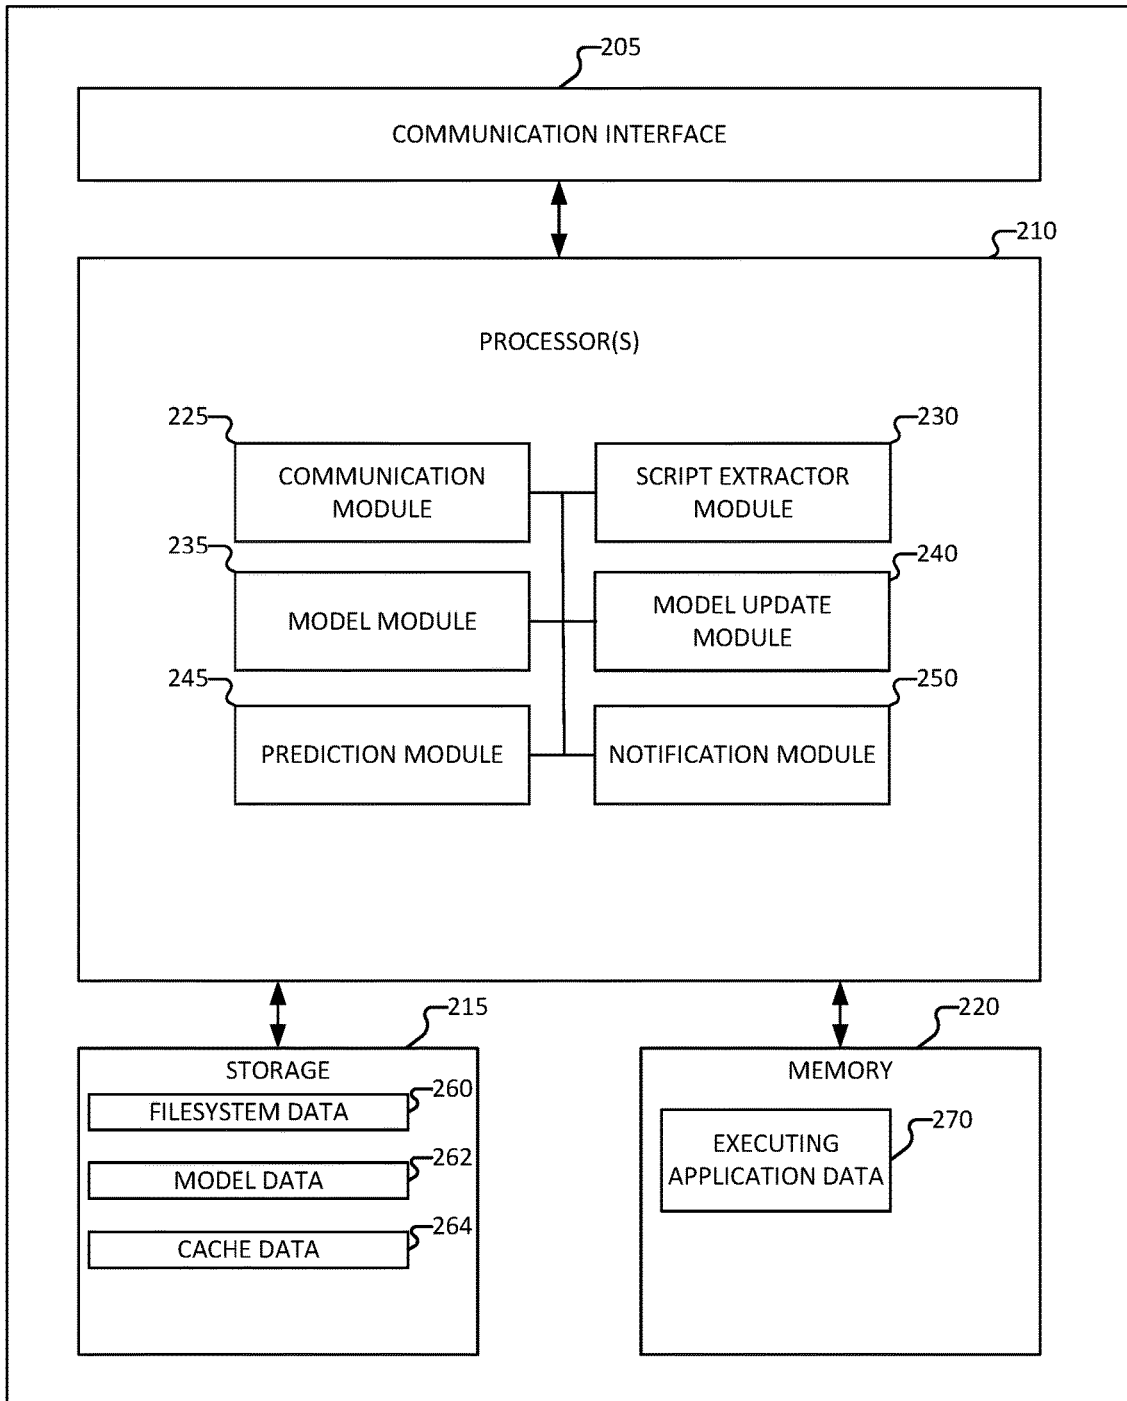 205
COMMUNICATION INTERFACE
210
PROCESSOR(S)
225
COMMUNICATION
MODULE
230
SCRIPT EXTRACTOR
MODULE
235
MODEL MODULE
240
MODEL UPDATE
MODULE
245
PREDICTION MODULE
250
NOTIFICATION MODULE
215
STORAGE
260
FILESYSTEM DATA
262
MODEL DATA
264
CACHE DATA
220
MEMORY
270
EXECUTING
APPLICATION DATA